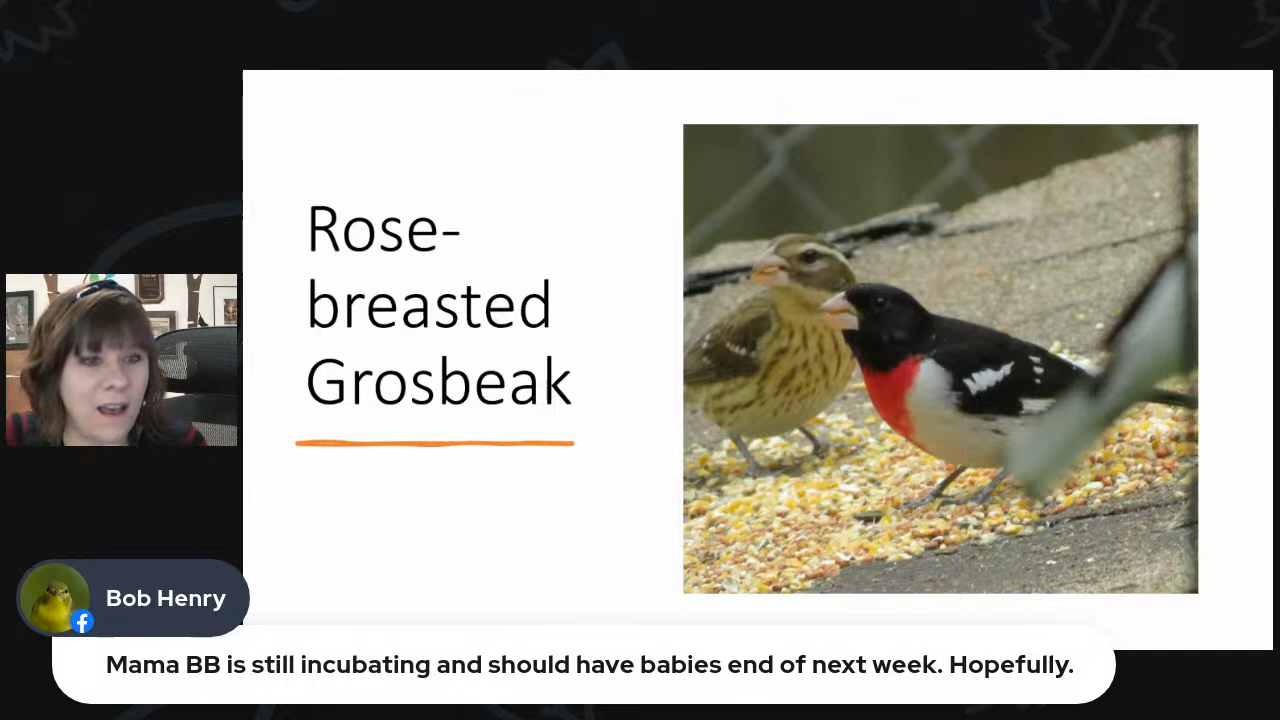 Rose-
breasted
Grosbeak
Bob Henry
Mama BB is still incubating and should have babies end of next week. Hopefully.